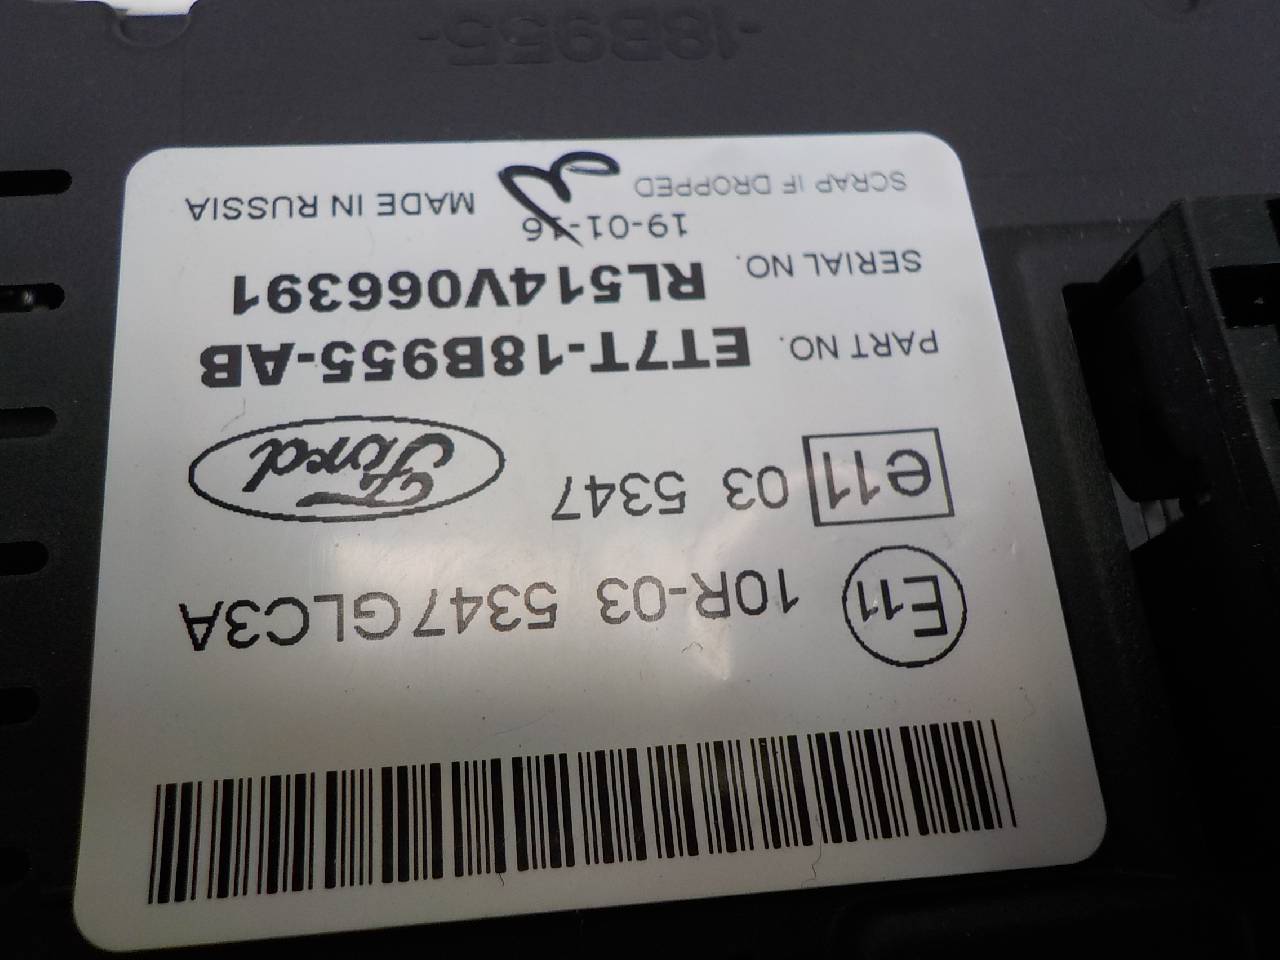 E11 10R-03 5347GLC3A
e11 03 5347 Ford
PART NO. ET7T-18B955-AB
SERIAL NO. RL514V066391
19-01-16
SCRAP IF DROPPED MADE IN RUSSIA
-18B955-